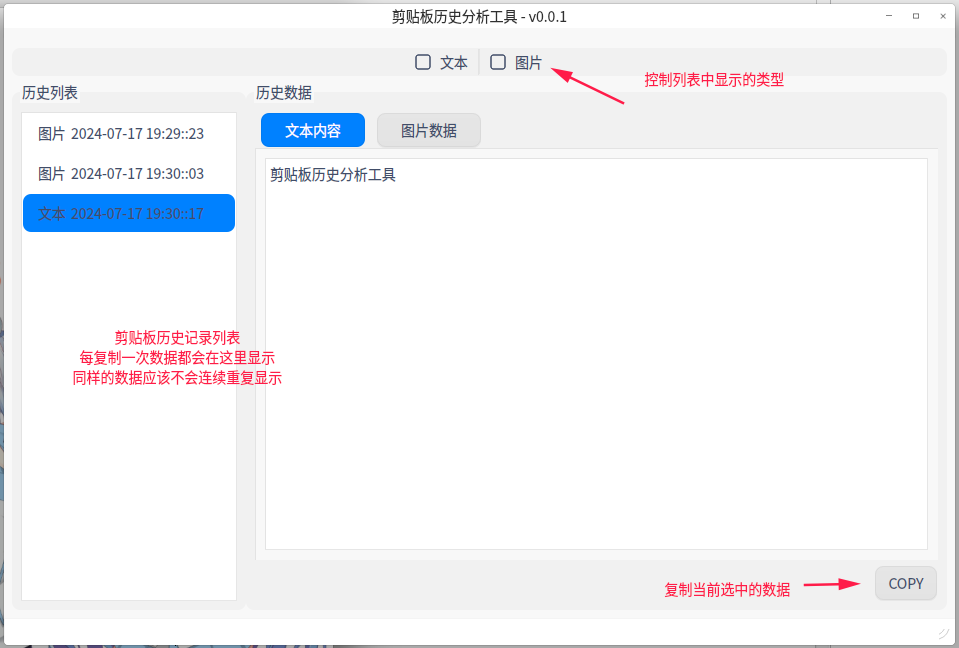 剪贴板历史分析工具 - v0.0.1
文本 图片
控制列表中显示的类型
历史列表
图片 2024-07-17 19:29::23
图片 2024-07-17 19:30::03
文本 2024-07-17 19:30::17
剪贴板历史记录列表
每复制一次数据都会在这里显示
同样的数据应该不会连续重复显示
历史数据
文本内容 图片数据
剪贴板历史分析工具
复制当前选中的数据
COPY